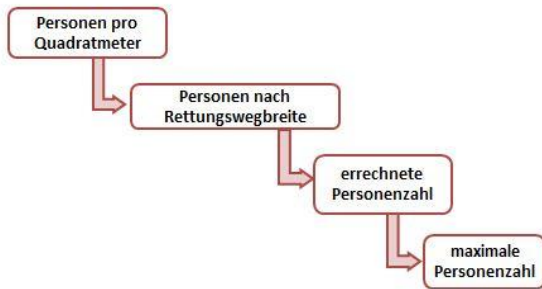 Personen pro
Quadratmeter
Personen nach
Rettungswegbreite
errechnete
Personenzahl
maximale
Personenzahl